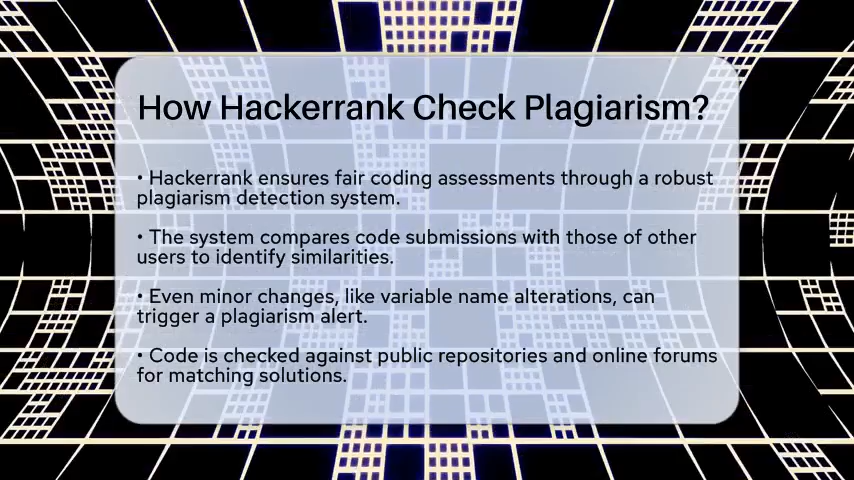 How Hackerrank Check Plagiarism?
• Hackerrank ensures fair coding assessments through a robust
plagiarism detection system.
• The system compares code submissions with those of other
users to identify similarities.
• Even minor changes, like variable name alterations, can
trigger a plagiarism alert.
• Code is checked against public repositories and online forums
for matching solutions.